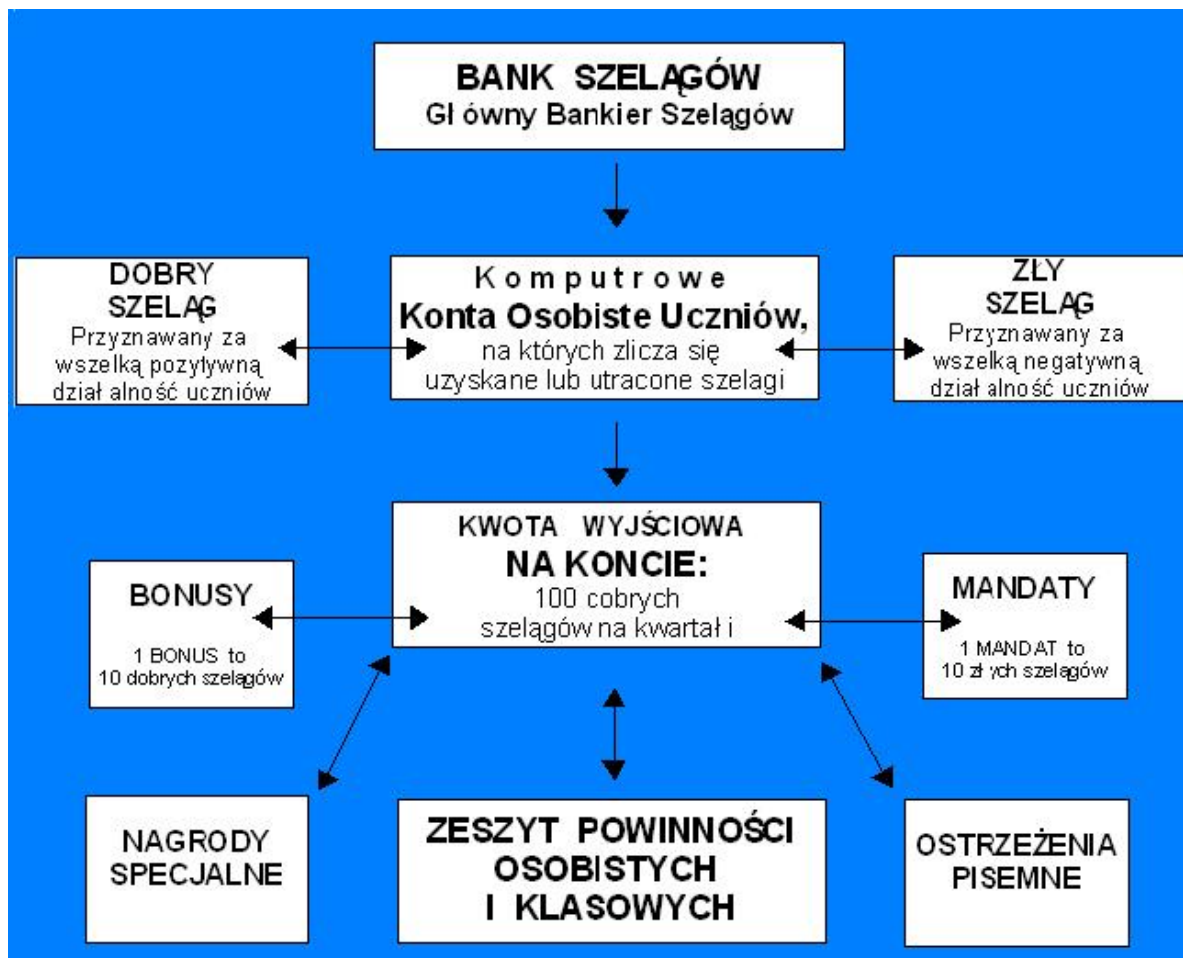 BANK SZELĄGÓW
Gł ówny Bankier Szelągów
DOBRY
SZELĄG
Przyznawany za
wszelką pozytywną
dział alność uczniów
K o m p u t r o w e
Konta Osobiste Uczniów,
na których zlicza się
uzyskane lub utracone szelagi
ZŁY
SZELĄG
Przyznawany za
wszelką negatywną
dział alność uczniów
KWOTA WYJŚCIOWA
NA KONCIE:
100 cobrych
szelągów na kwartał i
BONUSY
1 BONUS to
10 dobrych szelągów
MANDATY
1 MANDAT to
10 zł ych szelągów
NAGRODY
SPECJALNE
ZESZYT POWINNOŚCI
OSOBISTYCH
I KLASOWYCH
OSTRZEŻENIA
PISEMNE